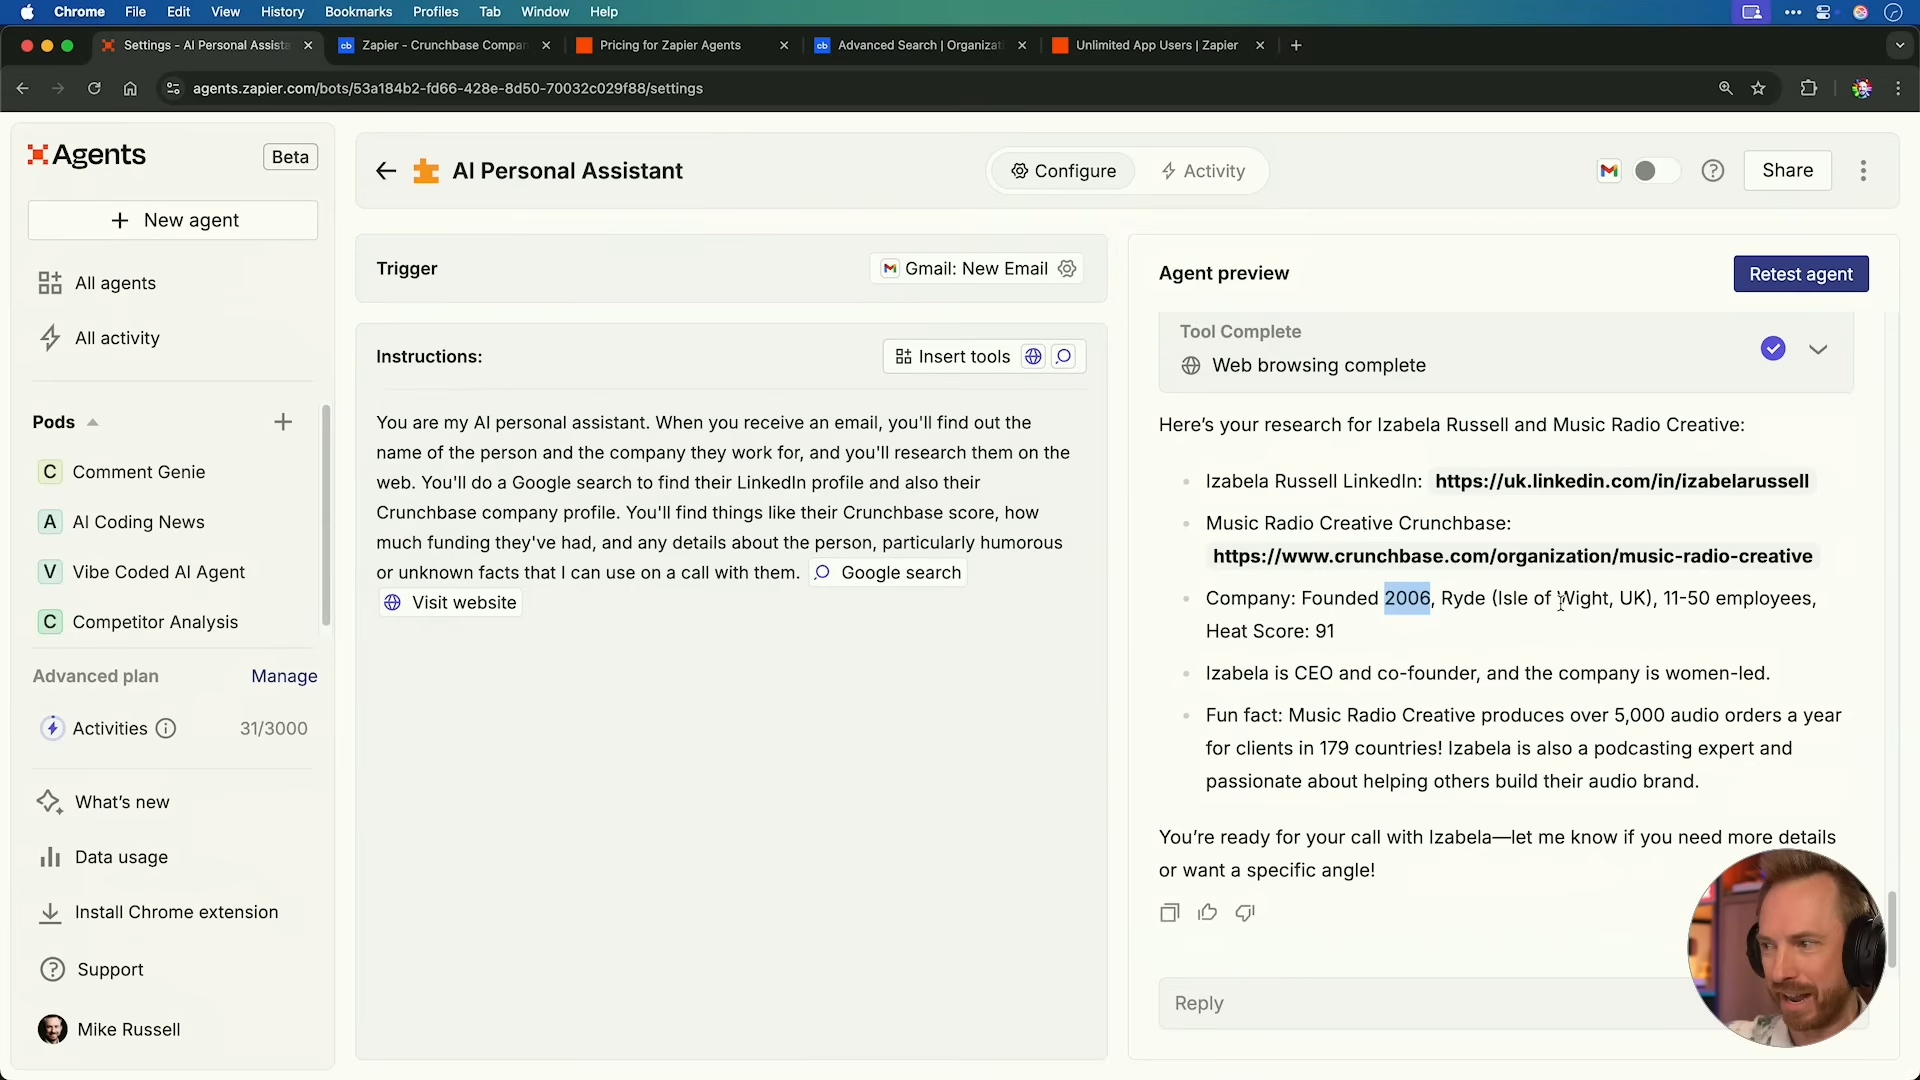 Chrome File Edit View History Bookmarks Profiles Tab Window Help
Settings - AI Personal Assista
Zapier - Crunchbase Compan
Pricing for Zapier Agents
Advanced Search | Organizat
Unlimited App Users | Zapier
agents.zapier.com/bots/53a184b2-fd66-428e-8d50-70032c029f88/settings
Agents
Beta
New agent
All agents
All activity
Pods
C Comment Genie
A AI Coding News
V Vibe Coded AI Agent
C Competitor Analysis
Advanced plan Manage
Activities 31/3000
What's new
Data usage
Install Chrome extension
Support
Mike Russell
AI Personal Assistant
Configure
Activity
Share
Trigger
Gmail: New Email
Instructions:
Insert tools
You are my AI personal assistant. When you receive an email, you'll find out the
name of the person and the company they work for, and you'll research them on the
web. You'll do a Google search to find their LinkedIn profile and also their
Crunchbase company profile. You'll find things like their Crunchbase score, how
much funding they've had, and any details about the person, particularly humorous
or unknown facts that I can use on a call with them. Google search
Visit website
Agent preview
Retest agent
Tool Complete
Web browsing complete
Here's your research for Izabela Russell and Music Radio Creative:
Izabela Russell LinkedIn: https://uk.linkedin.com/in/izabelarussell
Music Radio Creative Crunchbase:
https://www.crunchbase.com/organization/music-radio-creative
Company: Founded 2006, Ryde (Isle of Wight, UK), 11-50 employees,
Heat Score: 91
Izabela is CEO and co-founder, and the company is women-led.
Fun fact: Music Radio Creative produces over 5,000 audio orders a year
for clients in 179 countries! Izabela is also a podcasting expert and
passionate about helping others build their audio brand.
You're ready for your call with Izabela—let me know if you need more details
or want a specific angle!
Reply